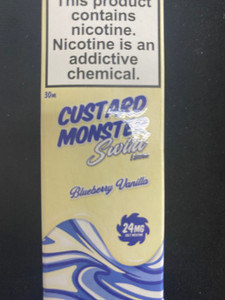 This product
contains
nicotine.
Nicotine is an
addictive
chemical.
30ML
CUSTARD
MONSTER
Swirl
Edition
Blueberry Vanilla
24MG